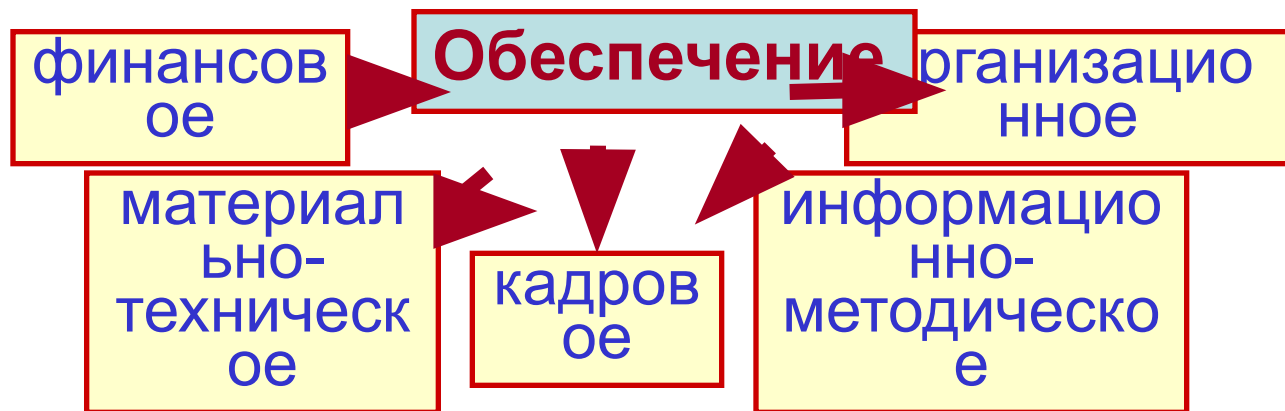 Обеспечение
финансов
ое
рганизацио
нное
материал
ьно-
техническ
ое
кадров
ое
информацио
нно-
методическо
е